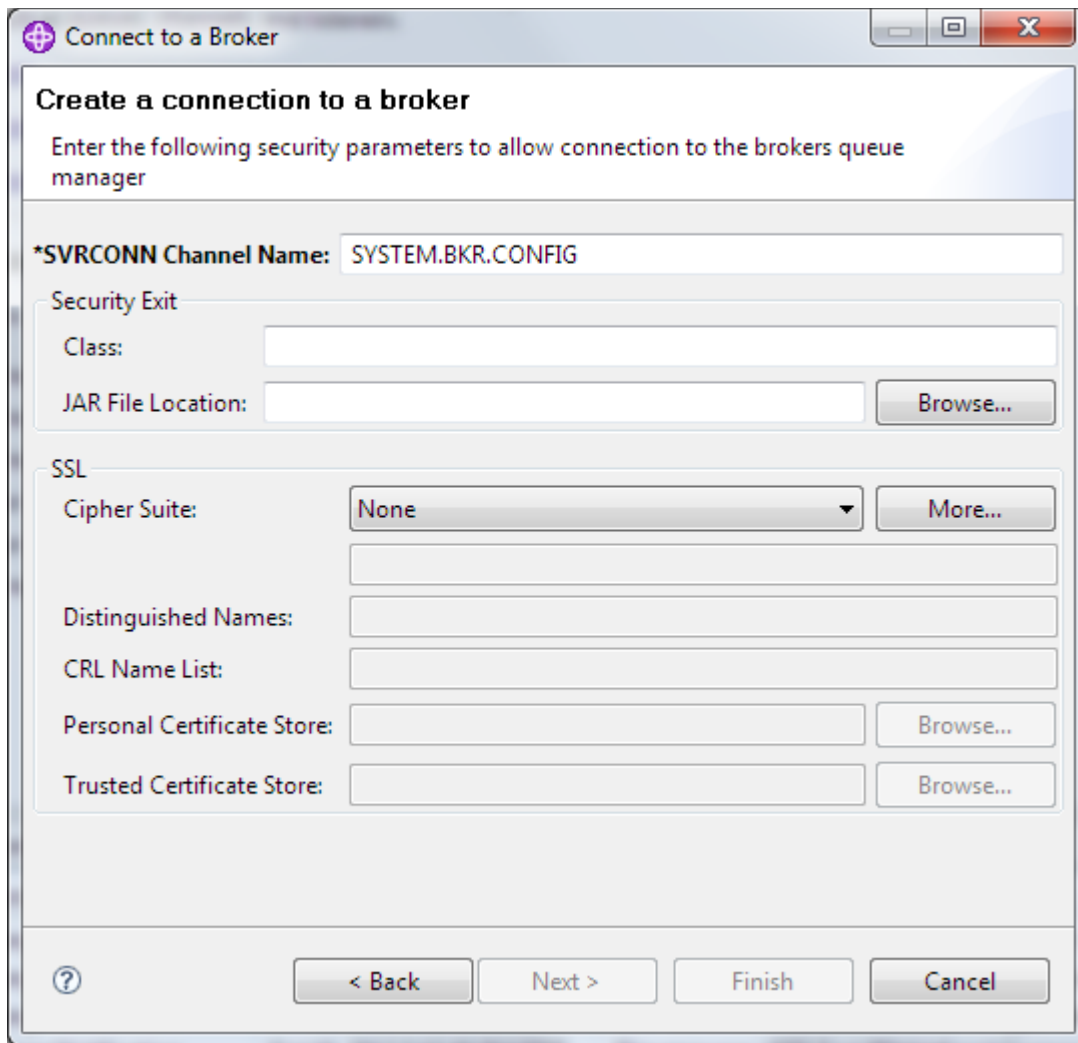 Connect to a Broker
Create a connection to a broker
Enter the following security parameters to allow connection to the brokers queue
manager
*SVRCONN Channel Name: SYSTEM.BKR.CONFIG
Security Exit
Class:
JAR File Location: Browse...
SSL
Cipher Suite: None More...
Distinguished Names:
CRL Name List:
Personal Certificate Store: Browse...
Trusted Certificate Store: Browse...
? < Back Next > Finish Cancel